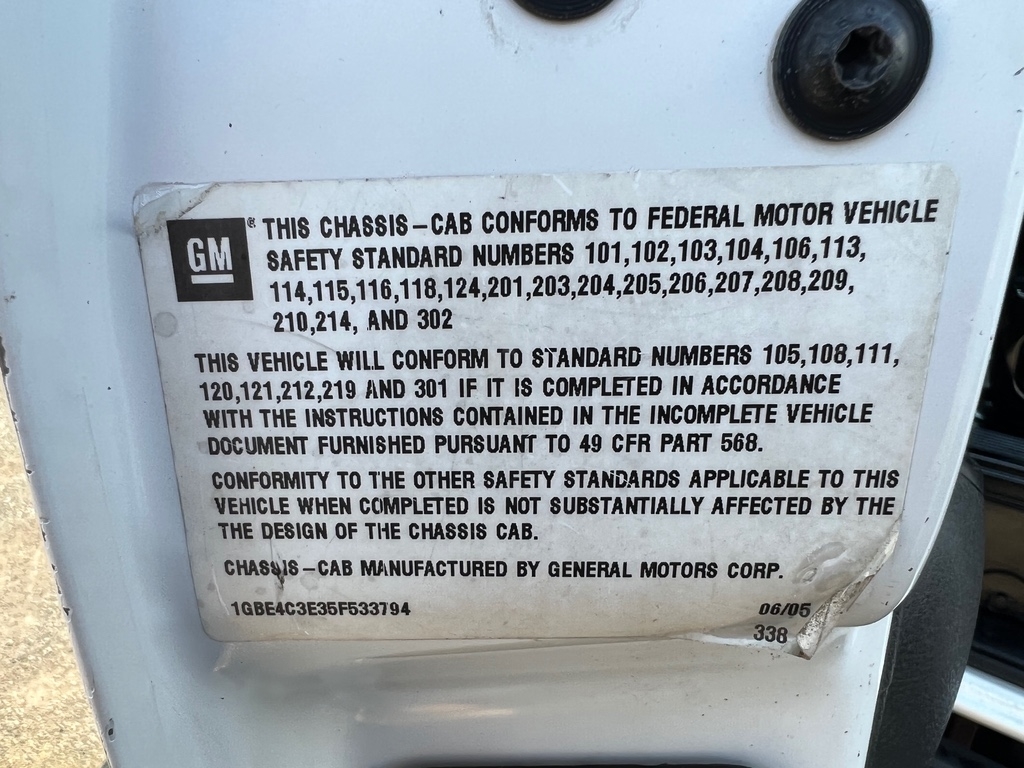 GM ® THIS CHASSIS-CAB CONFORMS TO FEDERAL MOTOR VEHICLE
SAFETY STANDARD NUMBERS 101,102,103,104,106,113,
114,115,116,118,124,201,203,204,205,206,207,208,209,
210,214, AND 302
THIS VEHICLE WILL CONFORM TO STANDARD NUMBERS 105,108,111,
120,121,212,219 AND 301 IF IT IS COMPLETED IN ACCORDANCE
WITH THE INSTRUCTIONS CONTAINED IN THE INCOMPLETE VEHICLE
DOCUMENT FURNISHED PURSUANT TO 49 CFR PART 568.
CONFORMITY TO THE OTHER SAFETY STANDARDS APPLICABLE TO THIS
VEHICLE WHEN COMPLETED IS NOT SUBSTANTIALLY AFFECTED BY THE
THE DESIGN OF THE CHASSIS CAB.
CHASSIS-CAB MANUFACTURED BY GENERAL MOTORS CORP.
1GBE4C3E35F533794 06/05
338